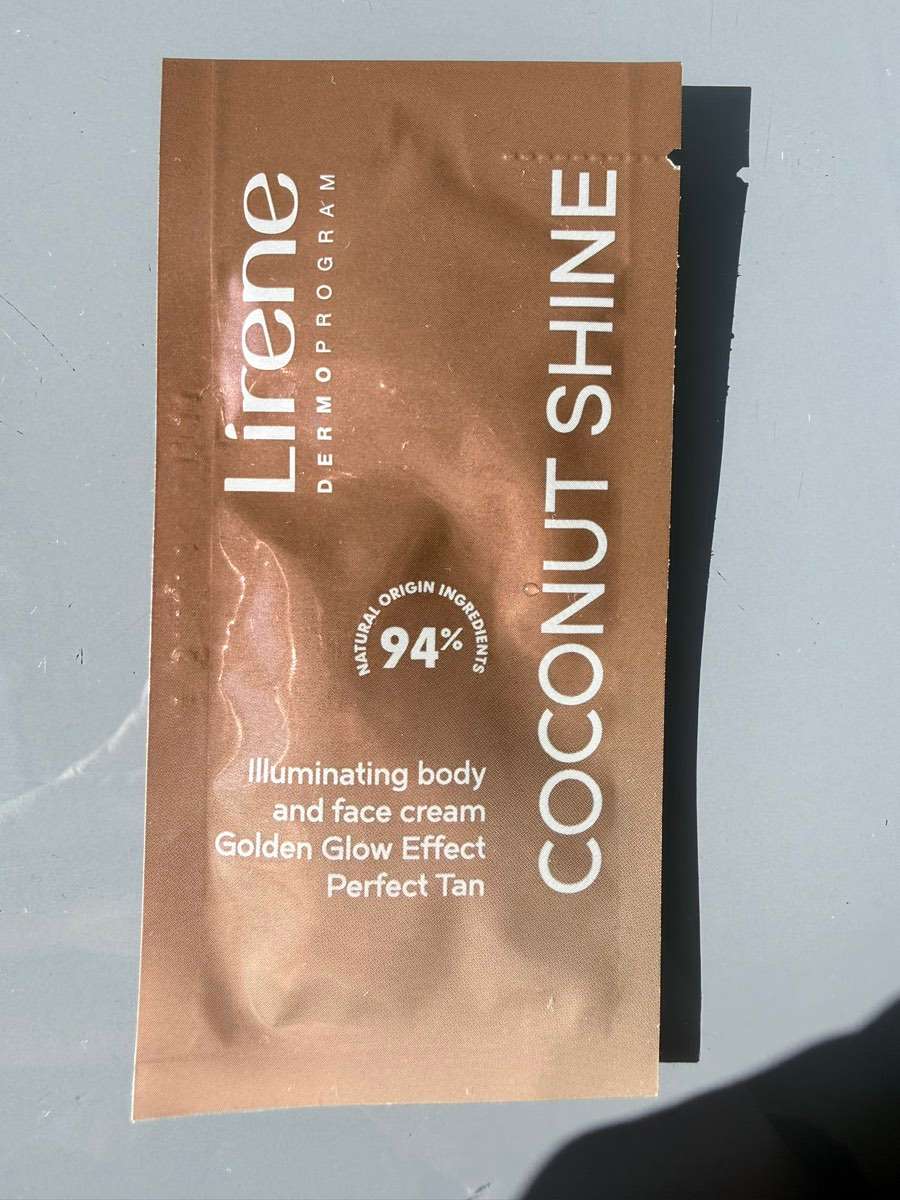 Lirene
DERMOPROGRAM
COCONUT SHINE
NATURAL ORIGIN INGREDIENTS
94%
Illuminating body
and face cream
Golden Glow Effect
Perfect Tan